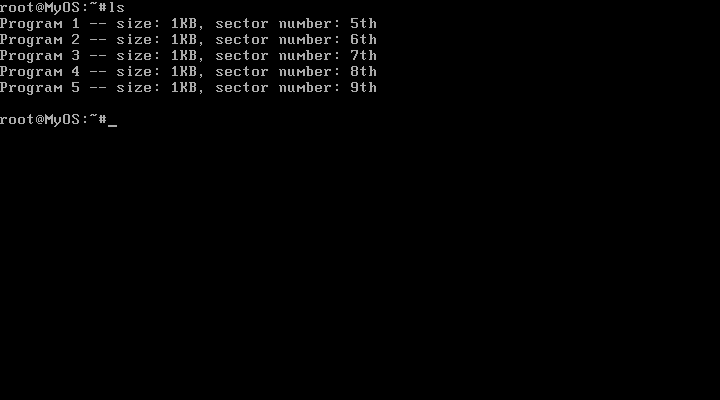 root@MyOS:~#ls
Program 1 -- size: 1KB, sector number: 5th
Program 2 -- size: 1KB, sector number: 6th
Program 3 -- size: 1KB, sector number: 7th
Program 4 -- size: 1KB, sector number: 8th
Program 5 -- size: 1KB, sector number: 9th
root@MyOS:~#_